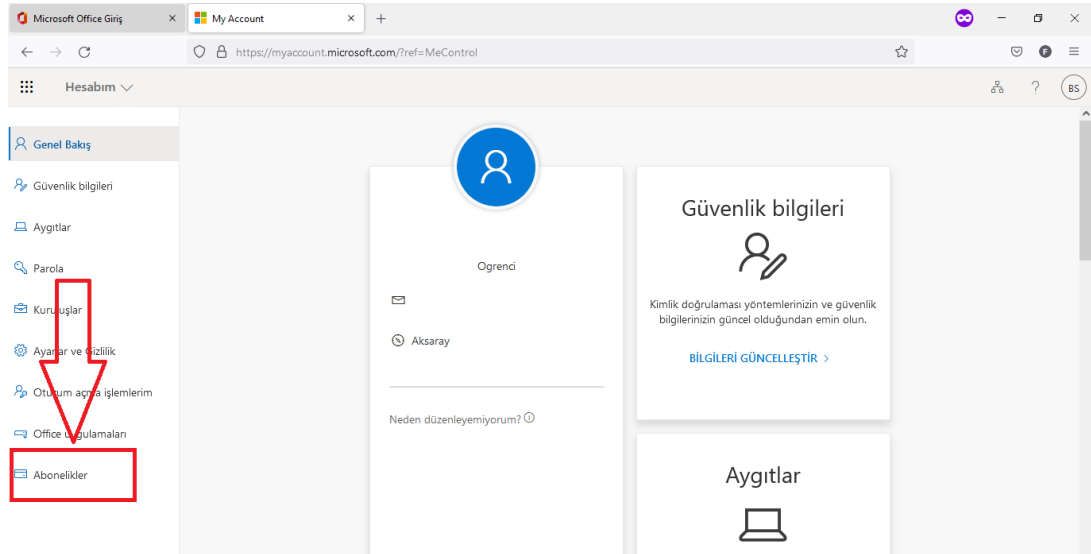 Microsoft Office Giriş
My Account
https://myaccount.microsoft.com/?ref=MeControl
F
Hesabım
?
BS
Genel Bakış
Güvenlik bilgileri
Aygıtlar
Parola
Kuruluşlar
Ayarlar ve Gizlilik
Oturum açma işlemlerim
Office uygulamaları
Abonelikler
Ogrenci
Aksaray
Neden düzenleyemiyorum?
Güvenlik bilgileri
Kimlik doğrulaması yöntemlerinizin ve güvenlik
bilgilerinizin güncel olduğundan emin olun.
BİLGİLERİ GÜNCELLEŞTİR
Aygıtlar